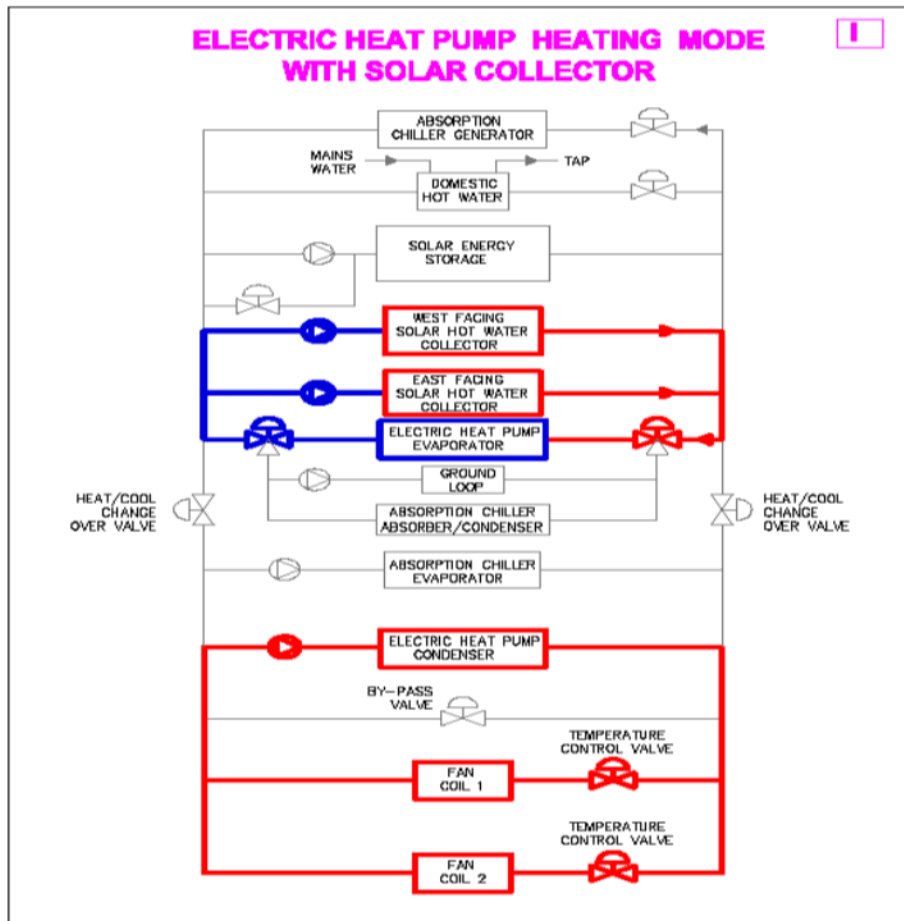 ELECTRIC HEAT PUMP HEATING MODE
WITH SOLAR COLLECTOR
I
ABSORPTION
CHILLER GENERATOR
MAINS
WATER
TAP
DOMESTIC
HOT WATER
SOLAR ENERGY
STORAGE
WEST FACING
SOLAR HOT WATER
COLLECTOR
EAST FACING
SOLAR HOT WATER
COLLECTOR
ELECTRIC HEAT PUMP
EVAPORATOR
GROUND
LOOP
HEAT/COOL
CHANGE
OVER VALVE
ABSORPTION CHILLER
ABSORBER/CONDENSER
HEAT/COOL
CHANGE
OVER VALVE
ABSORPTION CHILLER
EVAPORATOR
ELECTRIC HEAT PUMP
CONDENSER
BY-PASS
VALVE
TEMPERATURE
CONTROL VALVE
FAN
COIL 1
TEMPERATURE
CONTROL VALVE
FAN
COIL 2